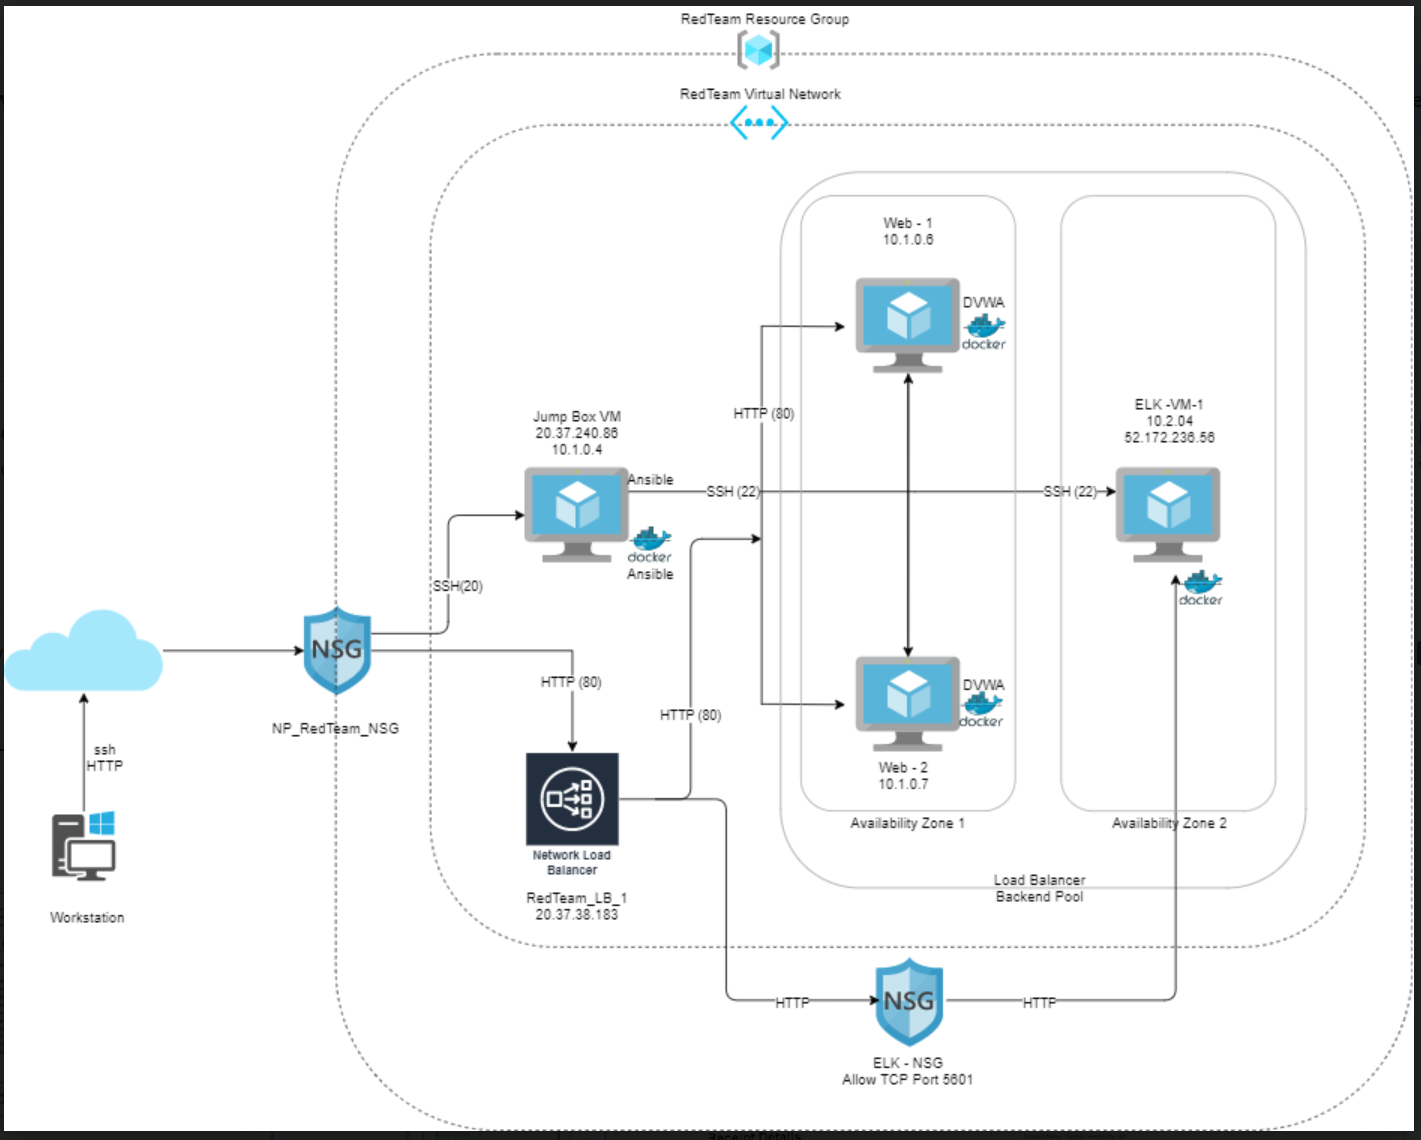 RedTeam Resource Group
RedTeam Virtual Network
Web - 1
10.1.0.6
DVWA
docker
HTTP (80)
Jump Box VM
20.37.240.86
10.1.0.4
Ansible
SSH (22)
SSH (22)
ELK -VM-1
10.2.04
52.172.236.56
docker
Ansible
docker
SSH(20)
NSG
NP_RedTeam_NSG
HTTP (80)
HTTP (80)
DVWA
docker
Web - 2
10.1.0.7
ssh
HTTP
Workstation
Network Load
Balancer
RedTeam_LB_1
20.37.38.183
Availability Zone 1
Availability Zone 2
Load Balancer
Backend Pool
HTTP
NSG
HTTP
ELK - NSG
Allow TCP Port 5601